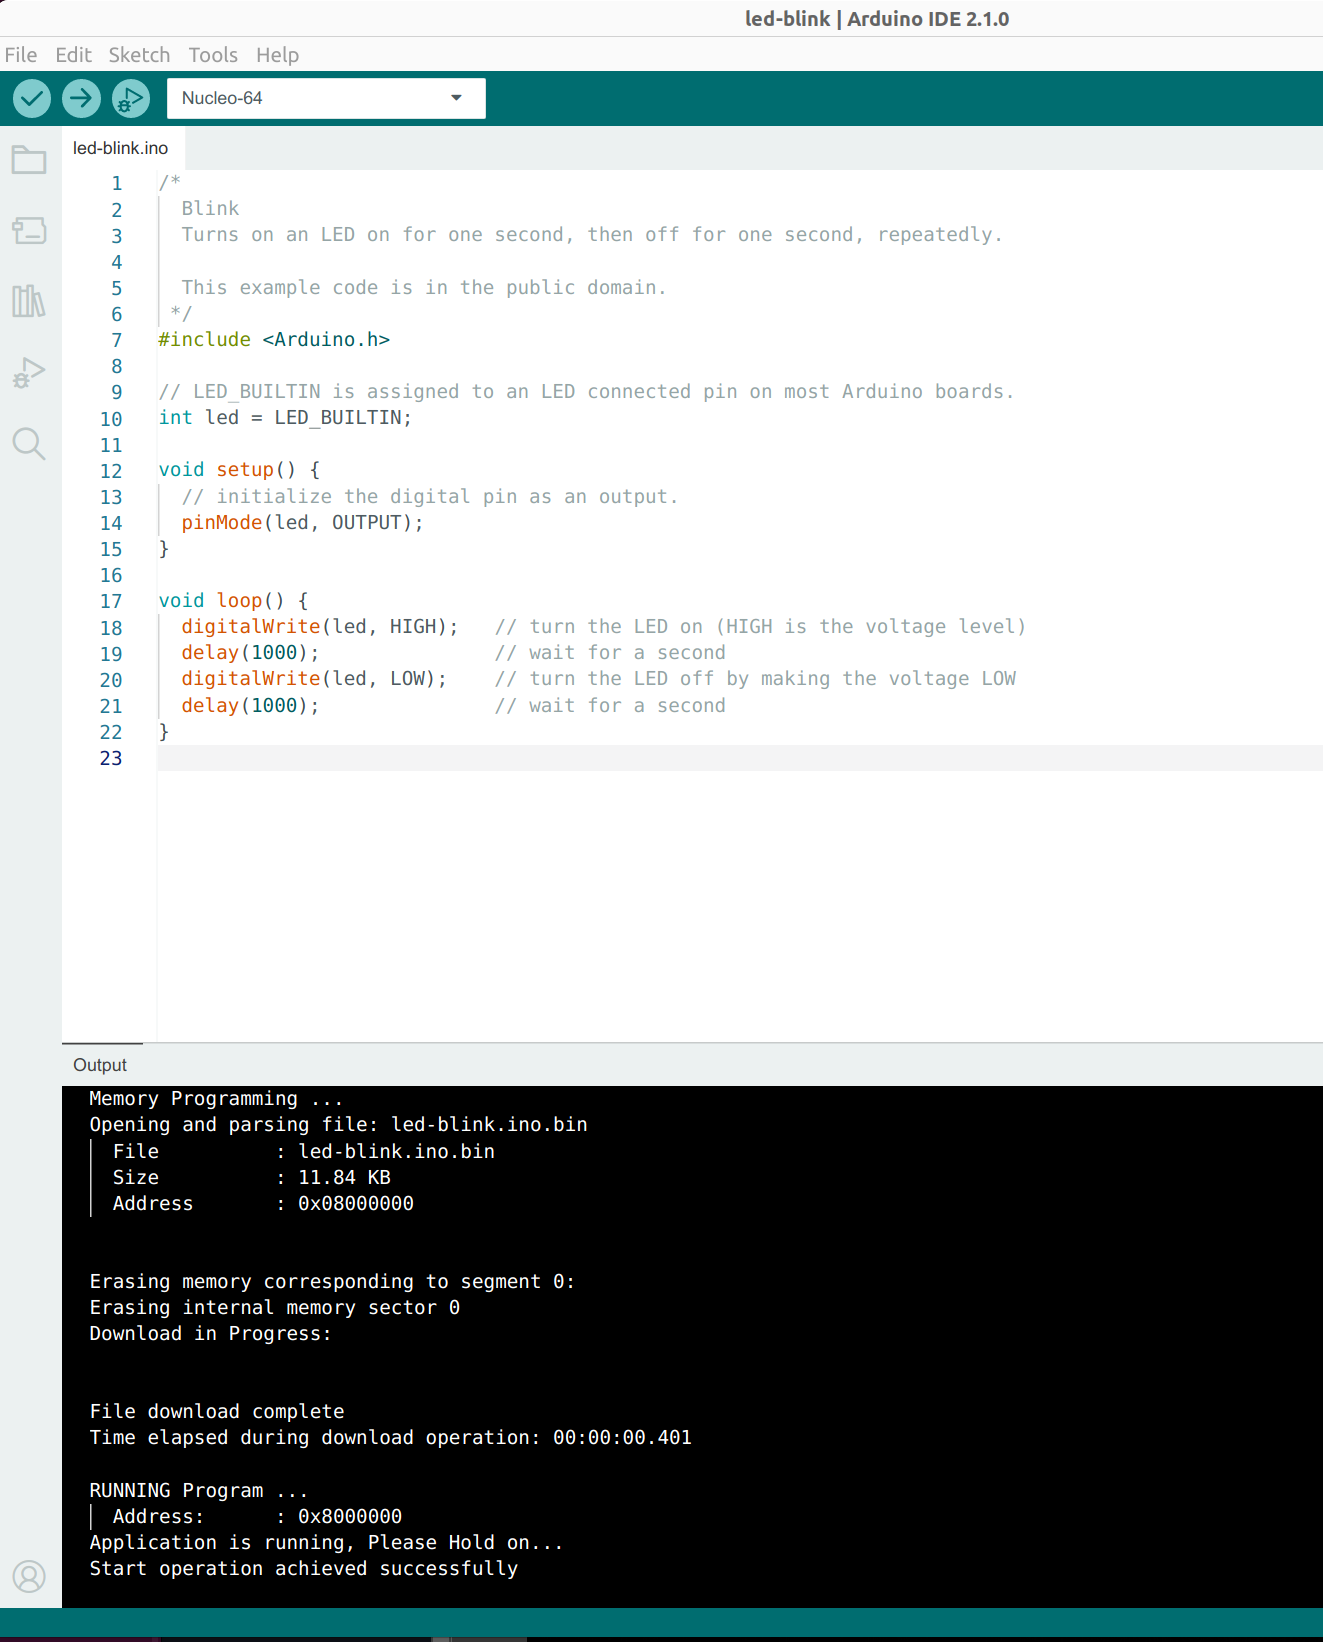 led-blink | Arduino IDE 2.1.0
File Edit Sketch Tools Help
Nucleo-64
led-blink.ino
1 /*
2   Blink
3   Turns on an LED on for one second, then off for one second, repeatedly.
4
5   This example code is in the public domain.
6  */
7 #include <Arduino.h>
8
9 // LED_BUILTIN is assigned to an LED connected pin on most Arduino boards.
10 int led = LED_BUILTIN;
11
12 void setup() {
13   // initialize the digital pin as an output.
14   pinMode(led, OUTPUT);
15 }
16
17 void loop() {
18   digitalWrite(led, HIGH);   // turn the LED on (HIGH is the voltage level)
19   delay(1000);               // wait for a second
20   digitalWrite(led, LOW);    // turn the LED off by making the voltage LOW
21   delay(1000);               // wait for a second
22 }
23
Output
Memory Programming ...
Opening and parsing file: led-blink.ino.bin
  File          : led-blink.ino.bin
  Size          : 11.84 KB
  Address       : 0x08000000
Erasing memory corresponding to segment 0:
Erasing internal memory sector 0
Download in Progress:
File download complete
Time elapsed during download operation: 00:00:00.401
RUNNING Program ...
  Address:      : 0x8000000
Application is running, Please Hold on...
Start operation achieved successfully